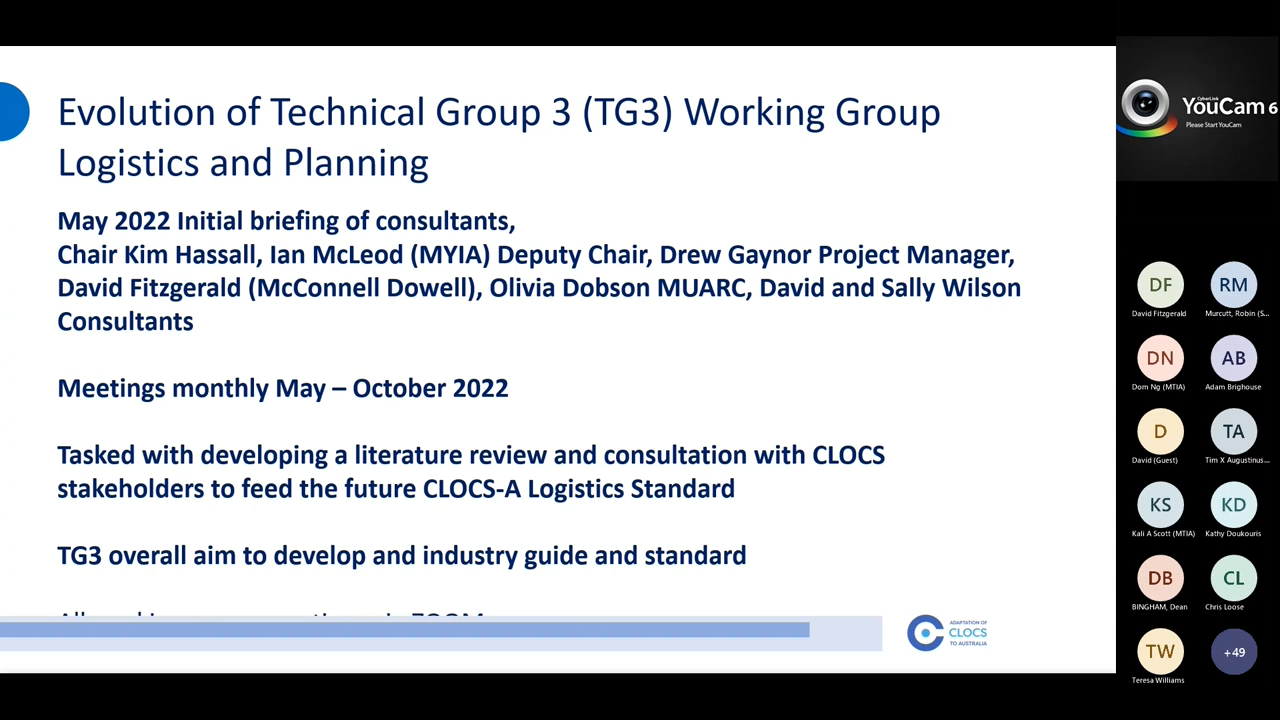 Evolution of Technical Group 3 (TG3) Working Group
Logistics and Planning
May 2022 Initial briefing of consultants,
Chair Kim Hassall, Ian McLeod (MYIA) Deputy Chair, Drew Gaynor Project Manager,
David Fitzgerald (McConnell Dowell), Olivia Dobson MUARC, David and Sally Wilson
Consultants
Meetings monthly May – October 2022
Tasked with developing a literature review and consultation with CLOCS
stakeholders to feed the future CLOCS-A Logistics Standard
TG3 overall aim to develop and industry guide and standard
ADAPTATION OF
CLOCS
TO AUSTRALIA
CyberLink
YouCam 6
Please Start YouCam
DF
David Fitzgerald
RM
Murcutt, Robin (S...
DN
Dom Ng (MTIA)
AB
Adam Brighouse
D
David (Guest)
TA
Tim X Augustinus...
KS
Kali A Scott (MTIA)
KD
Kathy Doukouris
DB
BINGHAM, Dean
CL
Chris Loose
TW
Teresa Williams
+49